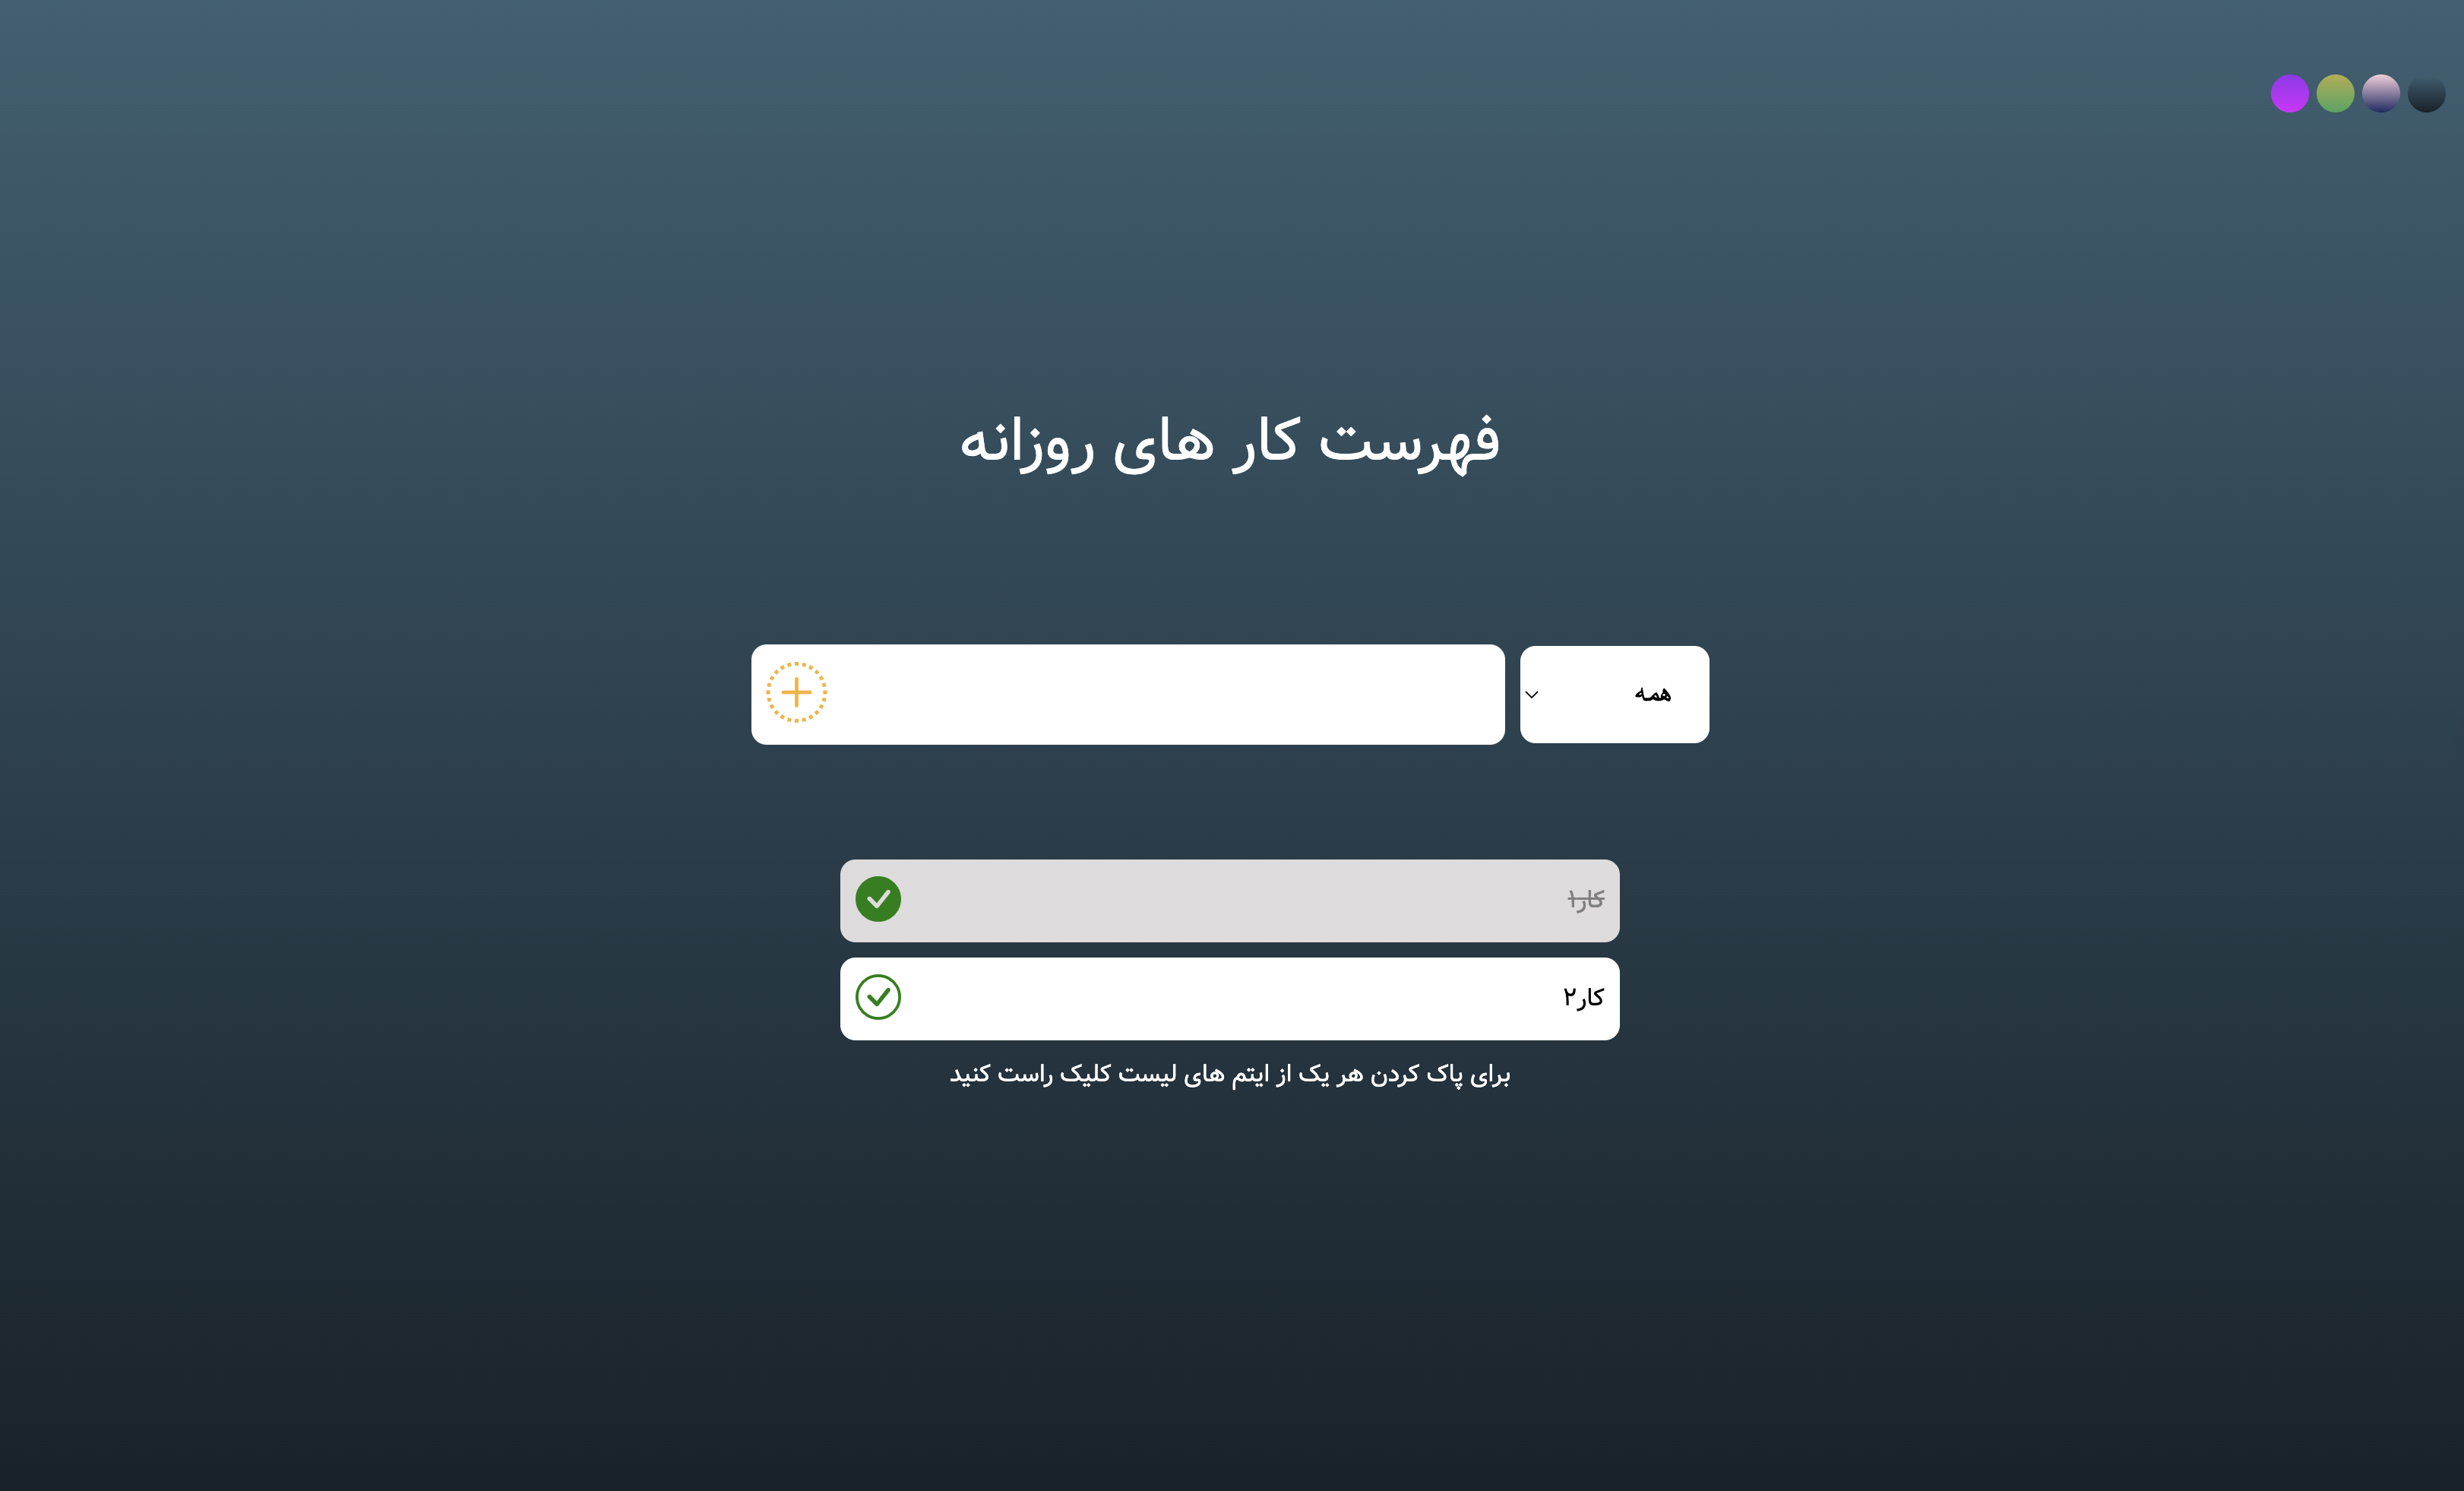 فهرست کار های روزانه
همه
کار۱
کار۲
برای پاک کردن هر یک از ایتم های لیست کلیک راست کنید